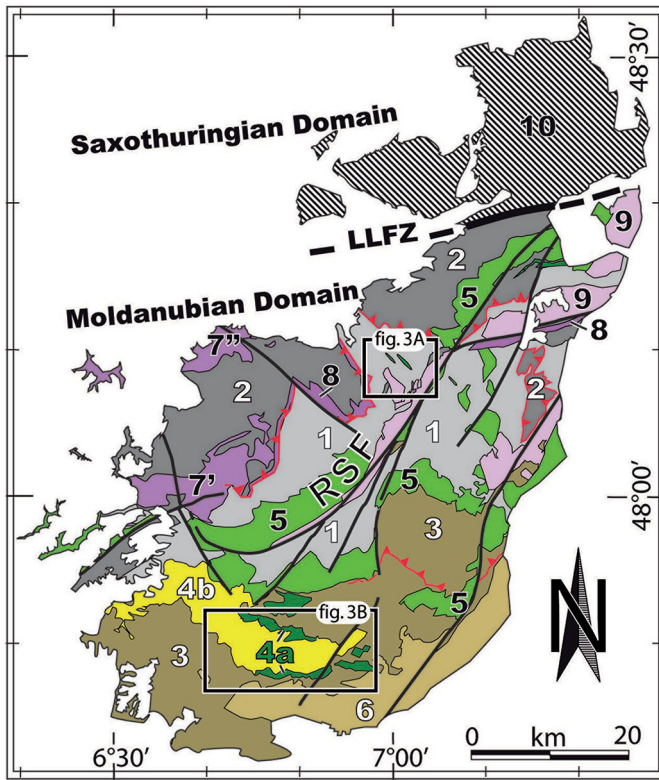 48°30′
10
Saxothuringian Domain
9
LLFZ
2
5
Moldanubian Domain
9
8
fig. 3A
7′′
8
2
2
1
1
RSF
7′
48°00′
5
5
3
1
4b
5
fig. 3B
3
4a
N
6
0 km 20
6°30′
7°00′